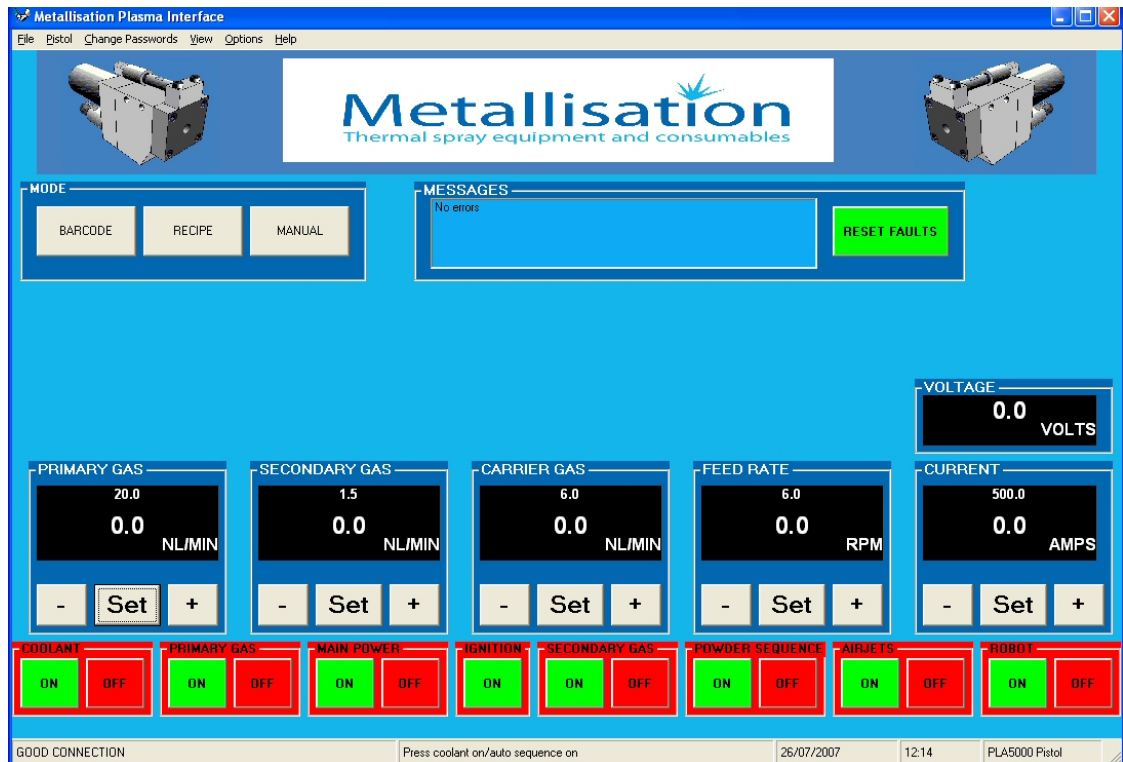 Metallisation Plasma Interface
File Pistol Change Passwords View Options Help
Metallisation
Thermal spray equipment and consumables
MODE
BARCODE RECIPE MANUAL
MESSAGES
No errors
RESET FAULTS
VOLTAGE
0.0
VOLTS
PRIMARY GAS
20.0
0.0
NL/MIN
- Set +
SECONDARY GAS
1.5
0.0
NL/MIN
- Set +
CARRIER GAS
6.0
0.0
NL/MIN
- Set +
FEED RATE
6.0
0.0
RPM
- Set +
CURRENT
500.0
0.0
AMPS
- Set +
COOLANT
ON OFF
PRIMARY GAS
ON OFF
MAIN POWER
ON OFF
IGNITION
ON
SECONDARY GAS
ON OFF
POWDER SEQUENCE
ON OFF
AIRJETS
ON OFF
ROBOT
ON OFF
GOOD CONNECTION Press coolant on/auto sequence on 26/07/2007 12:14 PLA5000 Pistol